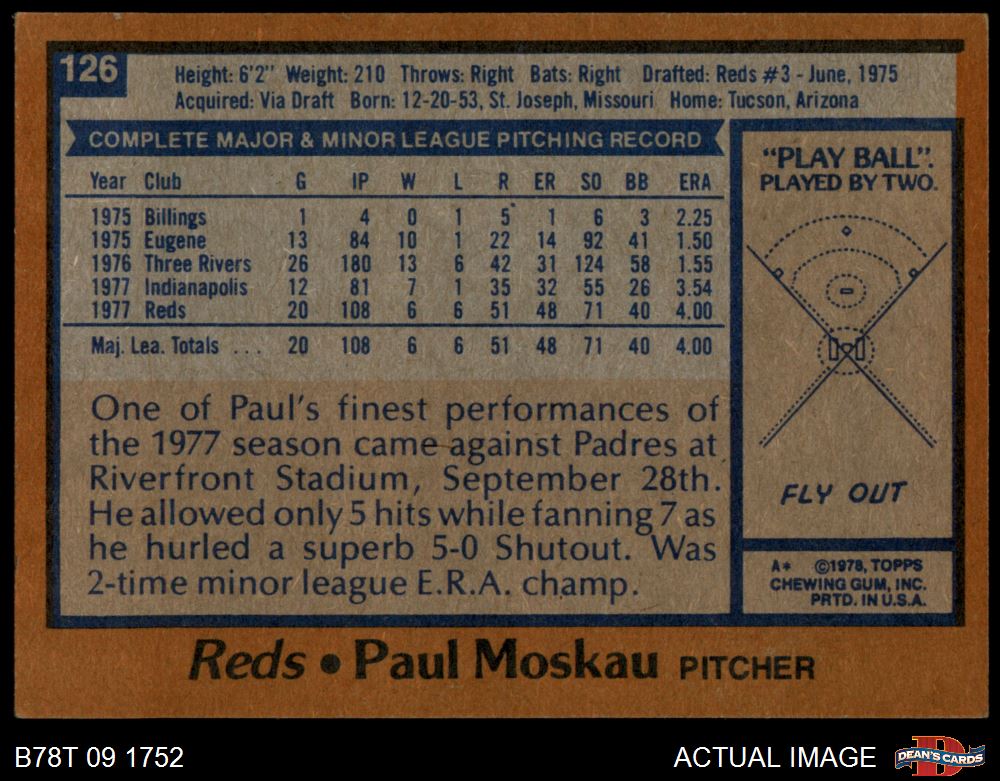 126
Height: 6'2" Weight: 210 Throws: Right Bats: Right Drafted: Reds #3 - June, 1975
Acquired: Via Draft Born: 12-20-53, St. Joseph, Missouri Home: Tucson, Arizona
COMPLETE MAJOR & MINOR LEAGUE PITCHING RECORD
Year Club G IP W L R ER SO BB ERA
1975 Billings 1 4 0 1 5 1 6 3 2.25
1975 Eugene 13 84 10 1 22 14 92 41 1.50
1976 Three Rivers 26 180 13 6 42 31 124 58 1.55
1977 Indianapolis 12 81 7 1 35 32 55 26 3.54
1977 Reds 20 108 6 6 51 48 71 40 4.00
Maj. Lea. Totals ... 20 108 6 6 51 48 71 40 4.00
One of Paul's finest performances of
the 1977 season came against Padres at
Riverfront Stadium, September 28th.
He allowed only 5 hits while fanning 7 as
he hurled a superb 5-0 Shutout. Was
2-time minor league E.R.A. champ.
"PLAY BALL".
PLAYED BY TWO.
FLY OUT
A* ©1978, TOPPS
CHEWING GUM, INC.
PRTD. IN U.S.A.
Reds • Paul Moskau PITCHER
B78T 09 1752
ACTUAL IMAGE
D
DEAN'S CARDS